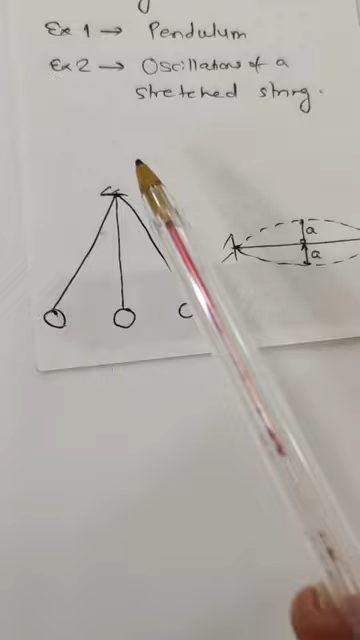 Ex 1 → Pendulum
Ex 2 → Oscillations of a
stretched string.
a
a